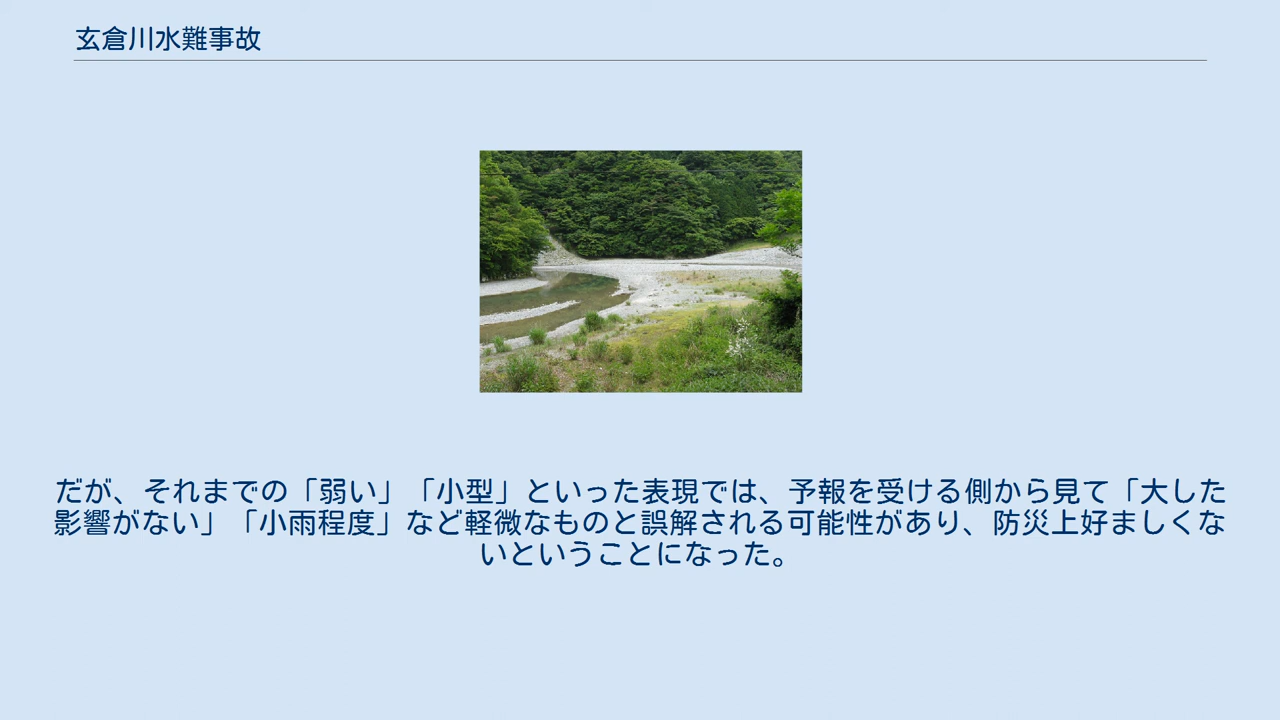 玄倉川水難事故
だが、それまでの「弱い」「小型」といった表現では、予報を受ける側から見て「大した
影響がない」「小雨程度」など軽微なものと誤解される可能性があり、防災上好ましくな
いということになった。